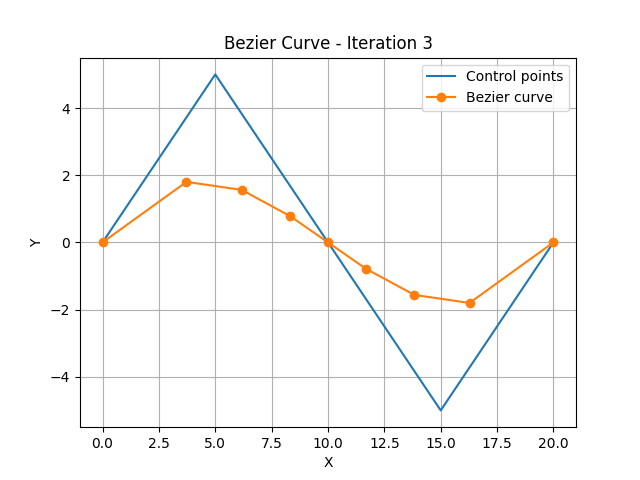 Bezier Curve - Iteration 3
Control points
Bezier curve
4
2
0
−2
−4
Y
0.0 2.5 5.0 7.5 10.0 12.5 15.0 17.5 20.0
X